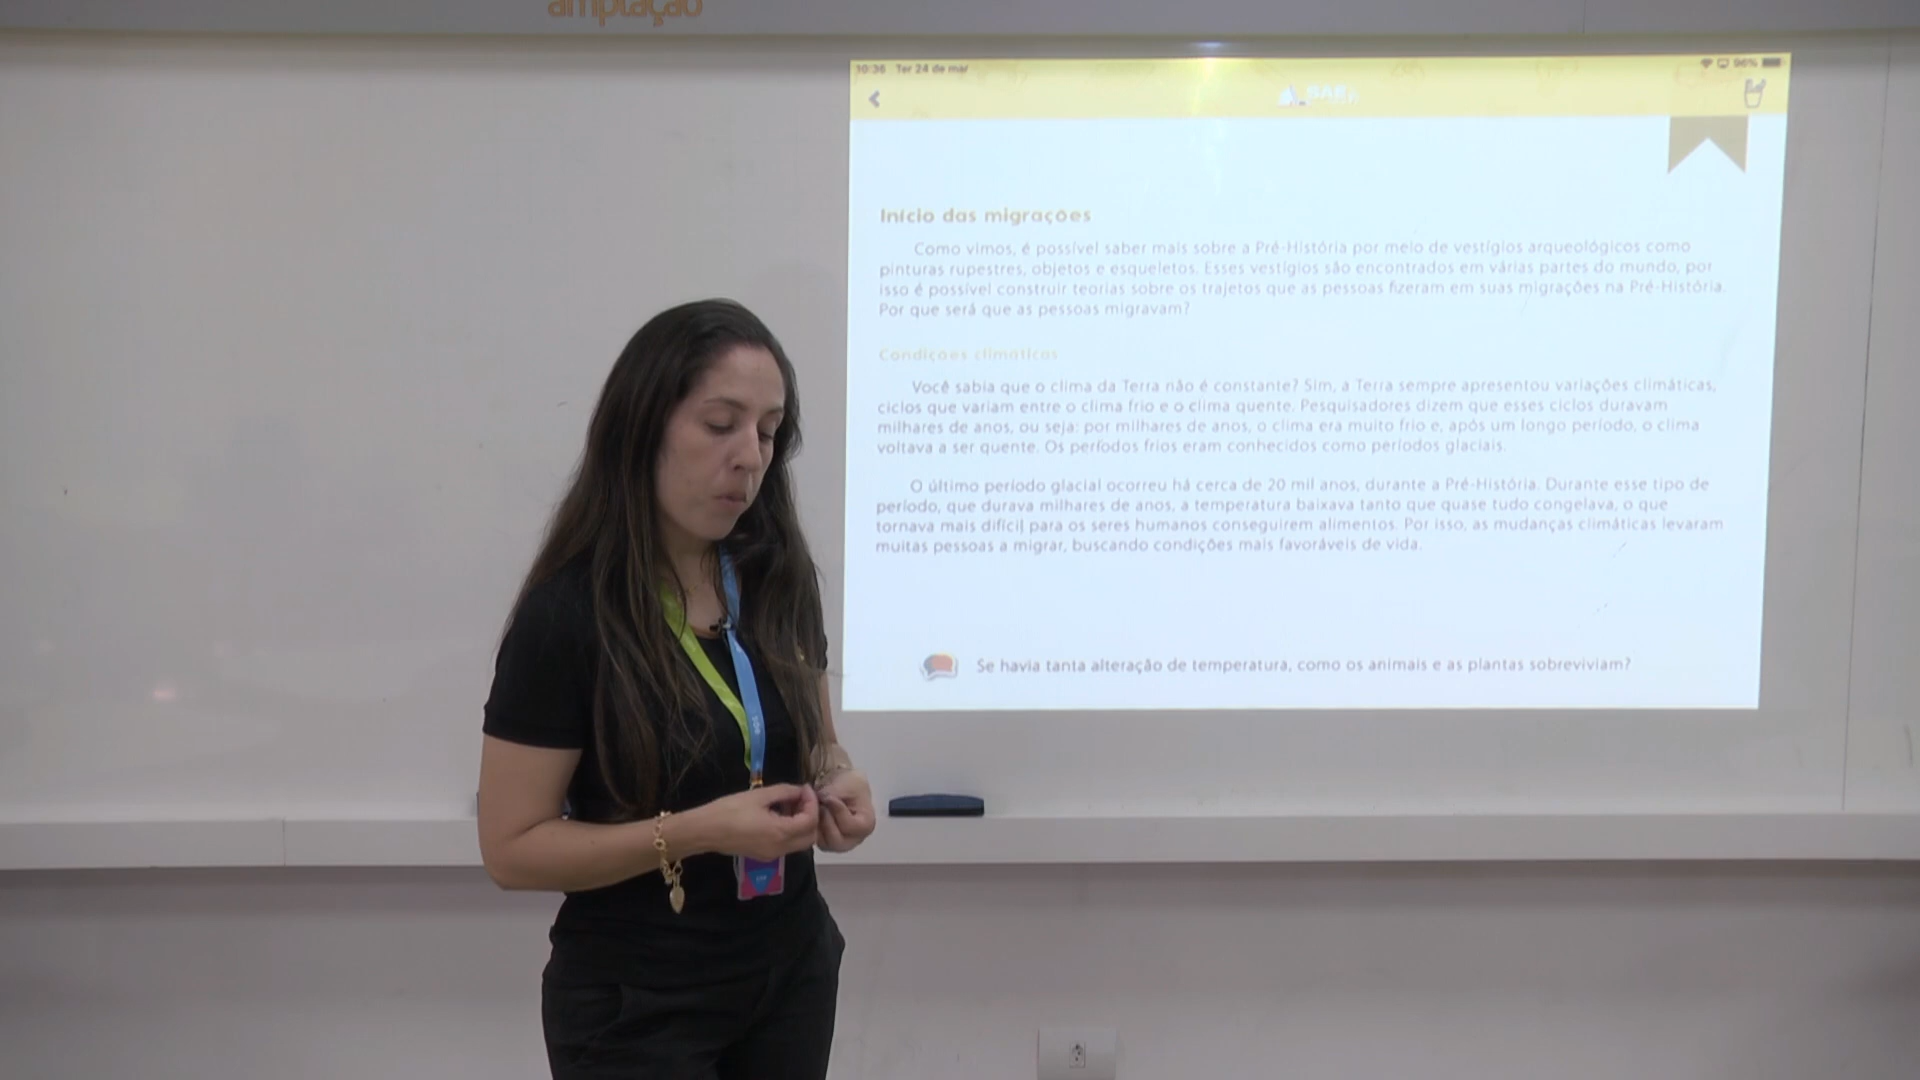 amplação
10:36 Ter 24 de mar
96%
SAE
Início das migrações
Como vimos, é possível saber mais sobre a Pré-História por meio de vestígios arqueológicos como
pinturas rupestres, objetos e esqueletos. Esses vestígios são encontrados em várias partes do mundo, por
isso é possível construir teorias sobre os trajetos que as pessoas fizeram em suas migrações na Pré-História.
Por que será que as pessoas migravam?
Condições climáticas
Você sabia que o clima da Terra não é constante? Sim, a Terra sempre apresentou variações climáticas,
ciclos que variam entre o clima frio e o clima quente. Pesquisadores dizem que esses ciclos duravam
milhares de anos, ou seja: por milhares de anos, o clima era muito frio e, após um longo período, o clima
voltava a ser quente. Os períodos frios eram conhecidos como períodos glaciais.
O último período glacial ocorreu há cerca de 20 mil anos, durante a Pré-História. Durante esse tipo de
período, que durava milhares de anos, a temperatura baixava tanto que quase tudo congelava, o que
tornava mais difícil para os seres humanos conseguirem alimentos. Por isso, as mudanças climáticas levaram
muitas pessoas a migrar, buscando condições mais favoráveis de vida.
Se havia tanta alteração de temperatura, como os animais e as plantas sobreviviam?